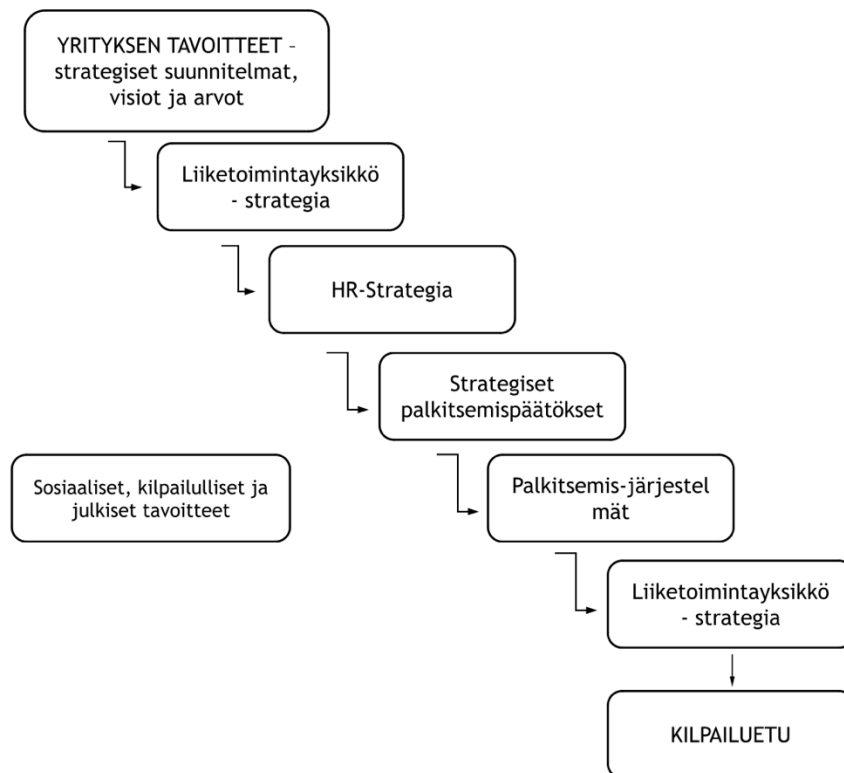 YRITYKSEN TAVOITTEET –
strategiset suunnitelmat,
visiot ja arvot
Liiketoimintayksikkö
- strategia
HR-Strategia
Strategiset
palkitsemispäätökset
Sosiaaliset, kilpailulliset ja
julkiset tavoitteet
Palkitsemis-järjestel
mät
Liiketoimintayksikkö
- strategia
KILPAILUETU